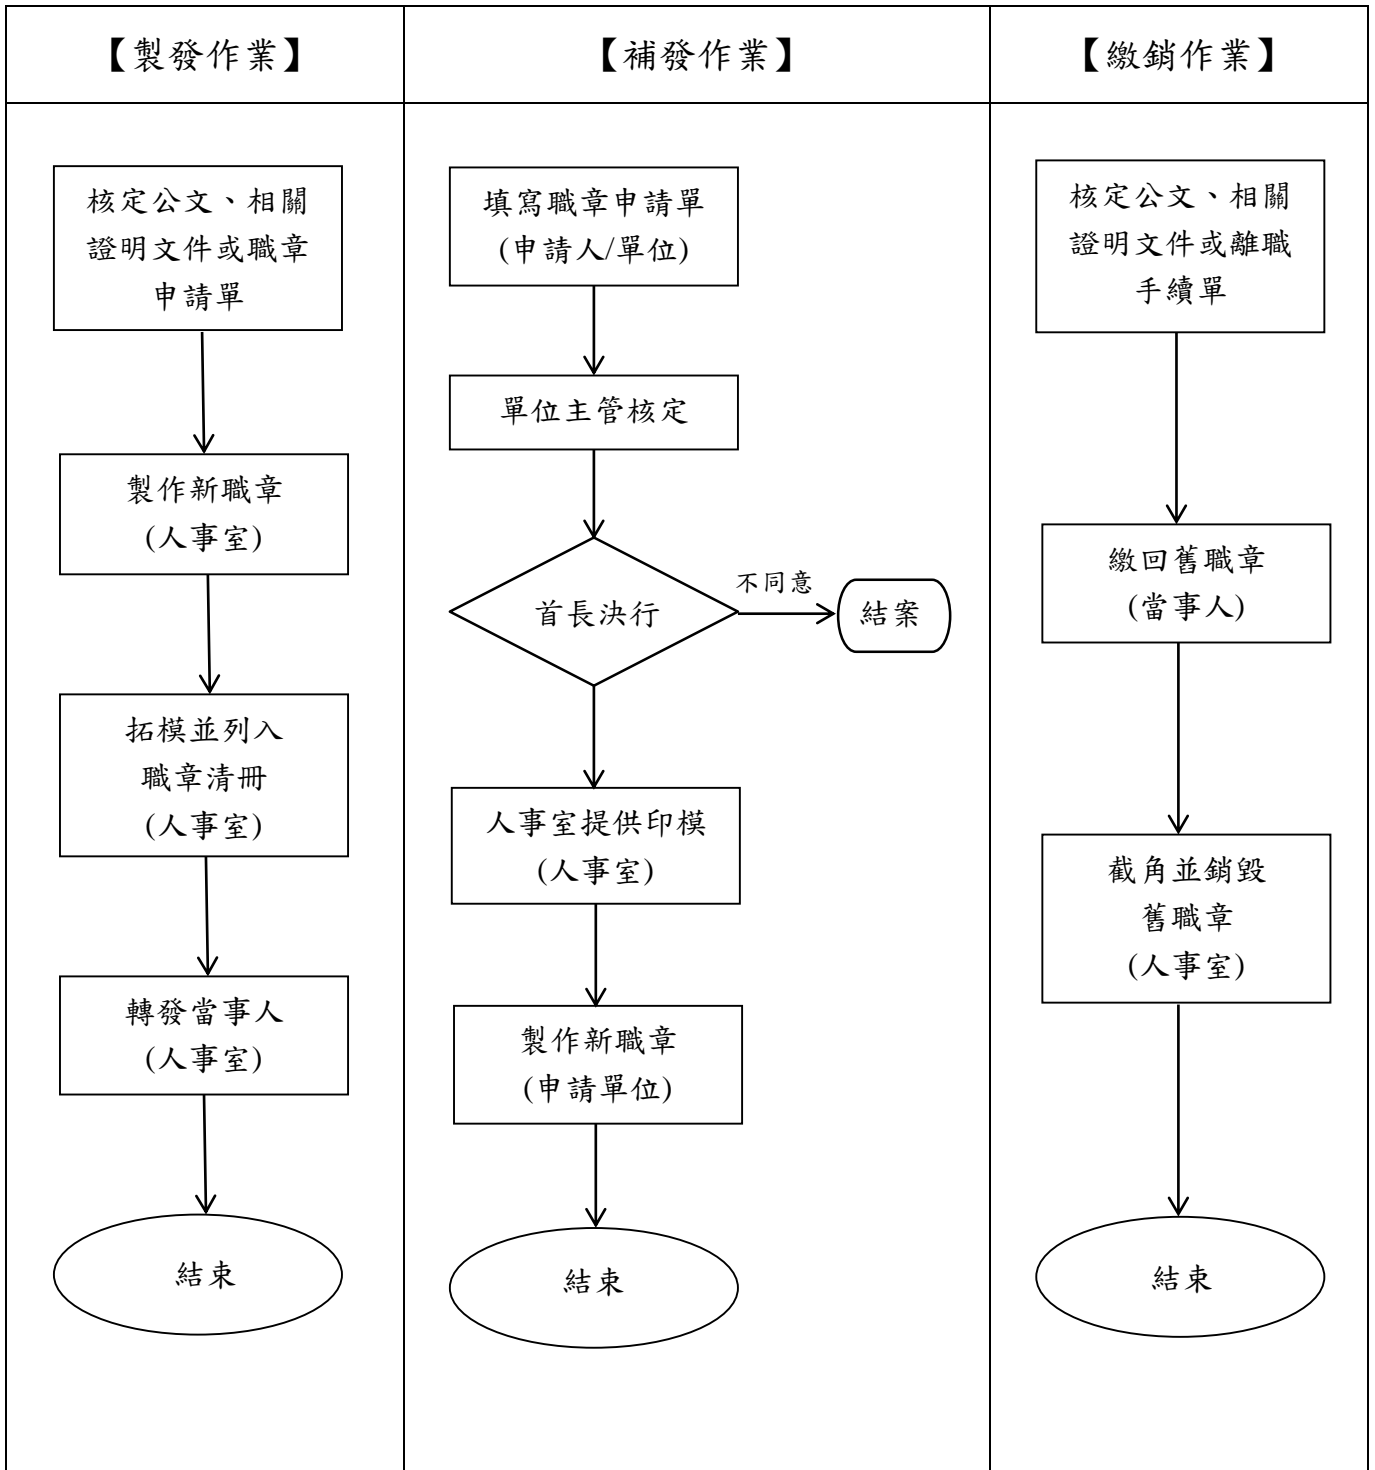 【製發作業】
【補發作業】
【繳銷作業】
核定公文、相關
證明文件或職章
申請單
製作新職章
(人事室)
拓模並列入
職章清冊
(人事室)
轉發當事人
(人事室)
結束
填寫職章申請單
(申請人/單位)
單位主管核定
首長決行
不同意
結案
人事室提供印模
(人事室)
製作新職章
(申請單位)
結束
核定公文、相關
證明文件或離職
手續單
繳回舊職章
(當事人)
截角並銷毀
舊職章
(人事室)
結束